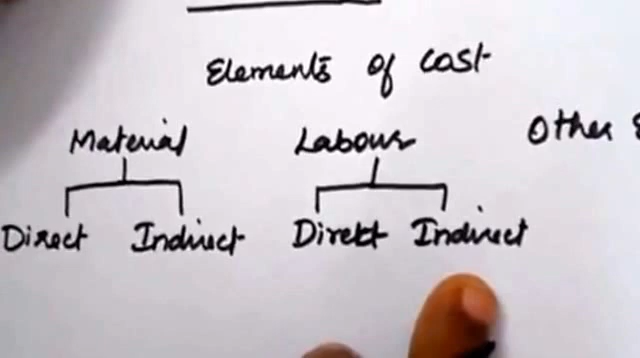 Elements of cost
Material Labour Other
Direct Indirect Direct Indirect